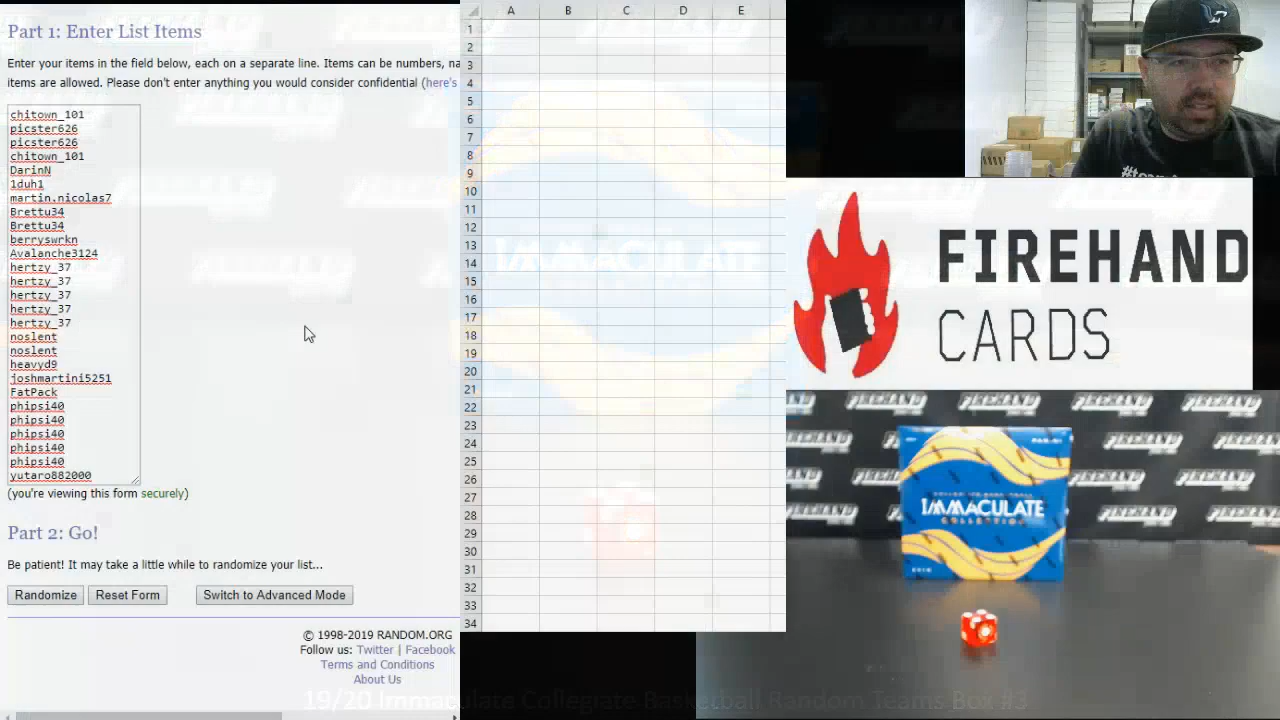 Part 1: Enter List Items
Enter your items in the field below, each on a separate line. Items can be numbers, na
items are allowed. Please don't enter anything you would consider confidential (here's
chitown_101
picster626
picster626
chitown_101
DarinN
1duh1
martin.nicolas7
Brettu34
Brettu34
berryswrkn
Avalanche3124
hertzy_37
hertzy_37
hertzy_37
hertzy_37
hertzy_37
noslent
noslent
heavyd9
joshmartini5251
FatPack
phipsi40
phipsi40
phipsi40
phipsi40
phipsi40
yutaro882000
(you're viewing this form securely)
Part 2: Go!
Be patient! It may take a little while to randomize your list...
Randomize Reset Form Switch to Advanced Mode
© 1998-2019 RANDOM.ORG
Follow us: Twitter | Facebook
Terms and Conditions
About Us
A B C D E
1
2
3
4
5
6
7
8
9
10
11
12
13
14
15
16
17
18
19
20
21
22
23
24
25
26
27
28
29
30
31
32
33
34
IMMACULATE
FIREHAND
CARDS
IMMACULATE
COLLECTION
19/20 Immaculate Collegiate Basketball Random Teams Box #3